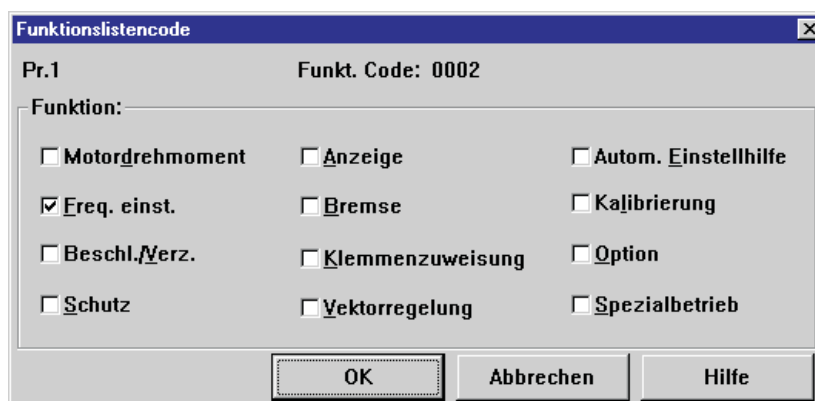 Funktionslistencode
Pr.1 Funkt. Code: 0002
Funktion:
Motordrehmoment Anzeige Autom. Einstellhilfe
Freq. einst. Bremse Kalibrierung
Beschl./Verz. Klemmenzuweisung Option
Schutz Vektorregelung Spezialbetrieb
OK Abbrechen Hilfe